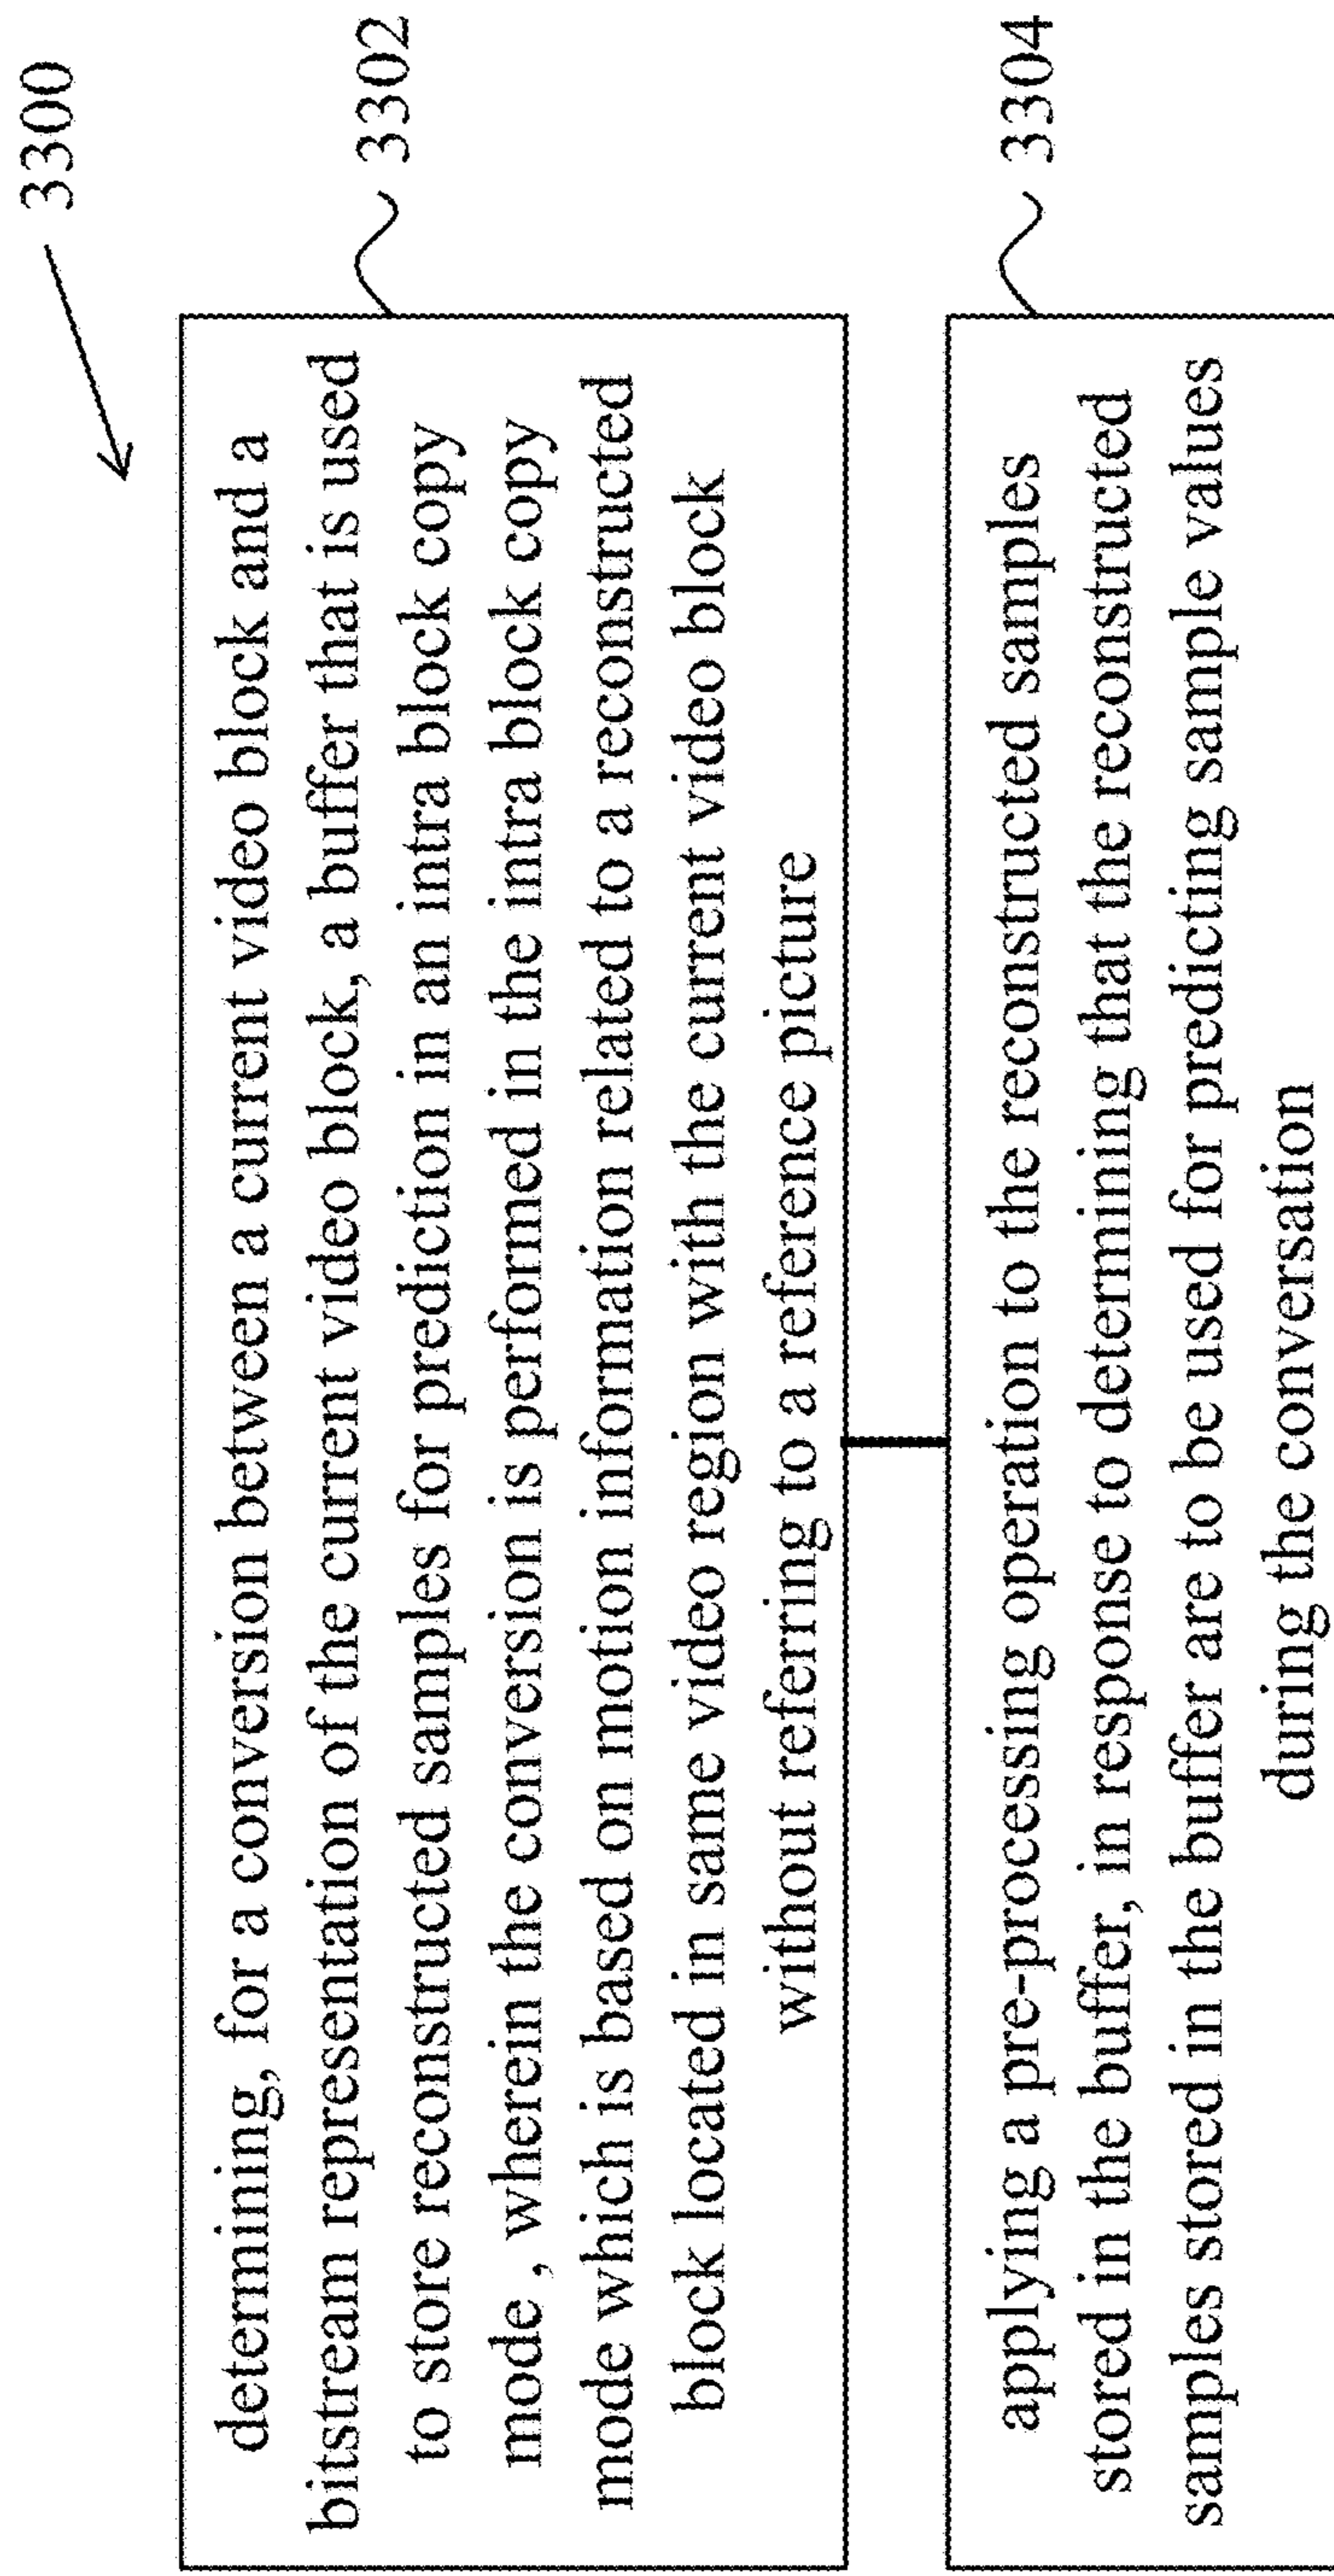 3300
determining, for a conversion between a current video block and a
bitstream representation of the current video block, a buffer that is used
to store reconstructed samples for prediction in an intra block copy
mode , wherein the conversion is performed in the intra block copy
mode which is based on motion information related to a reconstructed
block located in same video region with the current video block
without referring to a reference picture
3302
applying a pre-processing operation to the reconstructed samples
stored in the buffer, in response to determining that the reconstructed
samples stored in the buffer are to be used for predicting sample values
during the conversation
3304